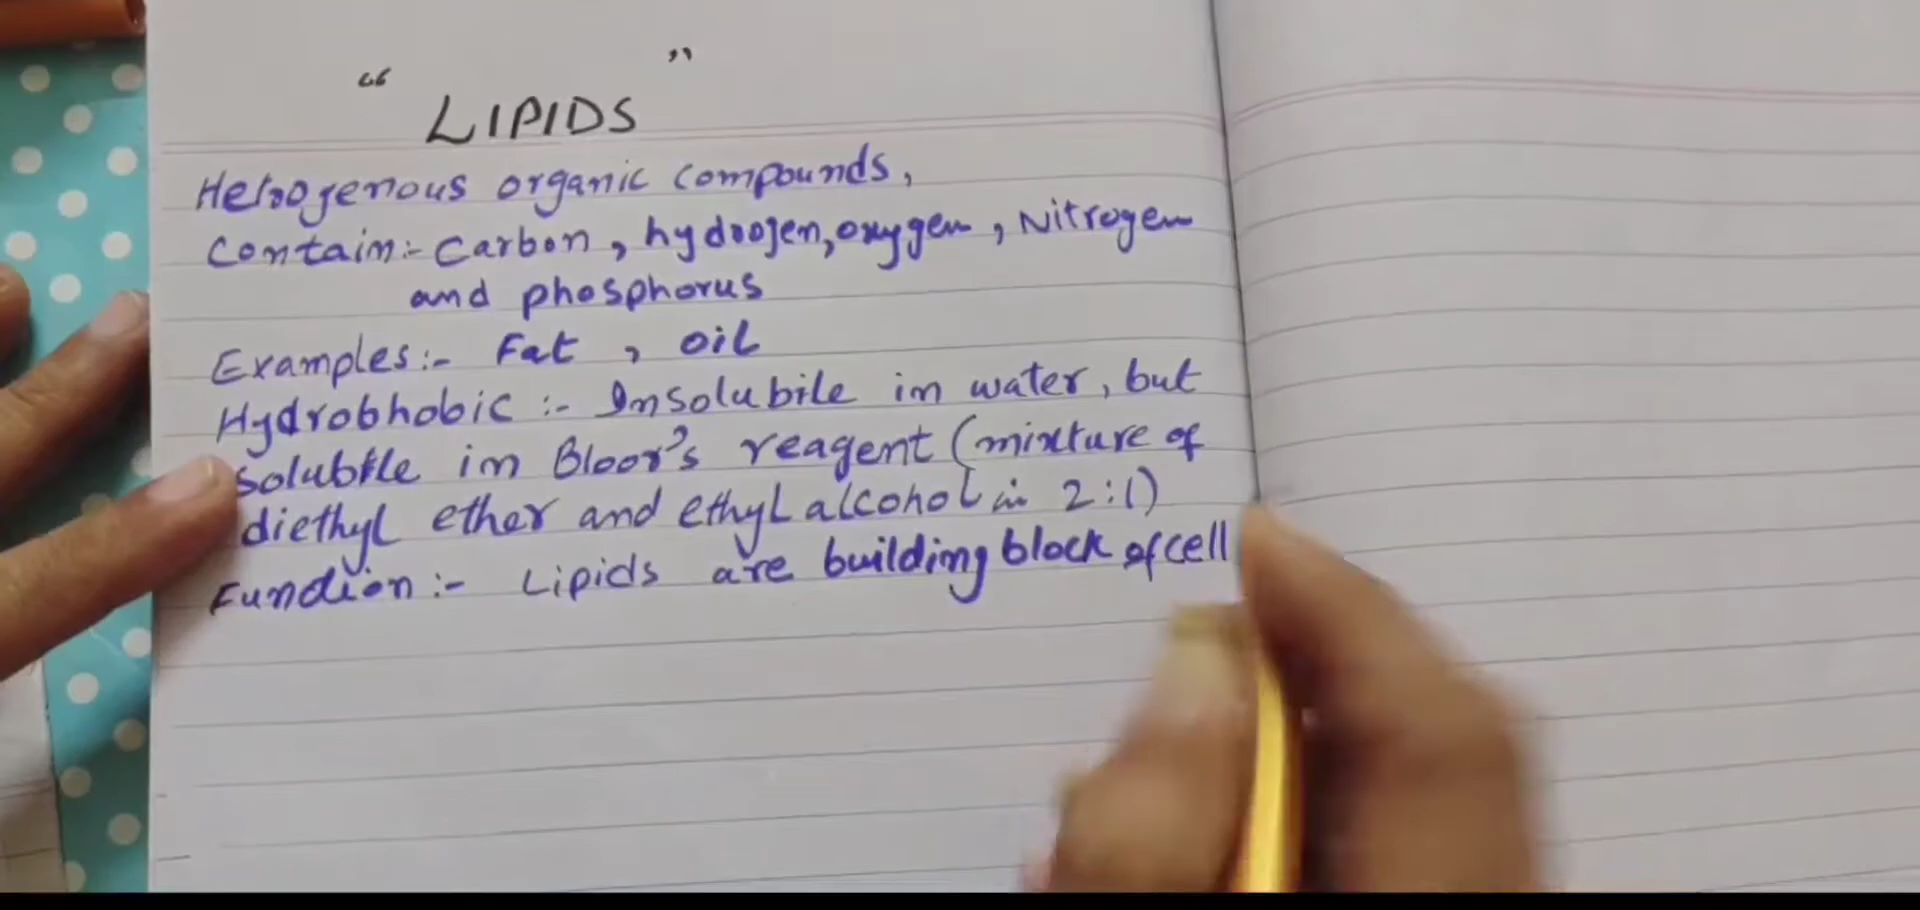 “ LIPIDS ”
Hetrogenous organic compounds,
Contain:- Carbon, hydrogen, oxygen, Nitrogen
and phosphorus
Examples:- Fat , Oil
Hydrobhobic :- Insolubile in water, but
soluble in Bloor's reagent (mixture of
diethyl ether and ethyl alcohol in 2:1)
Function :- Lipids are building block of cell